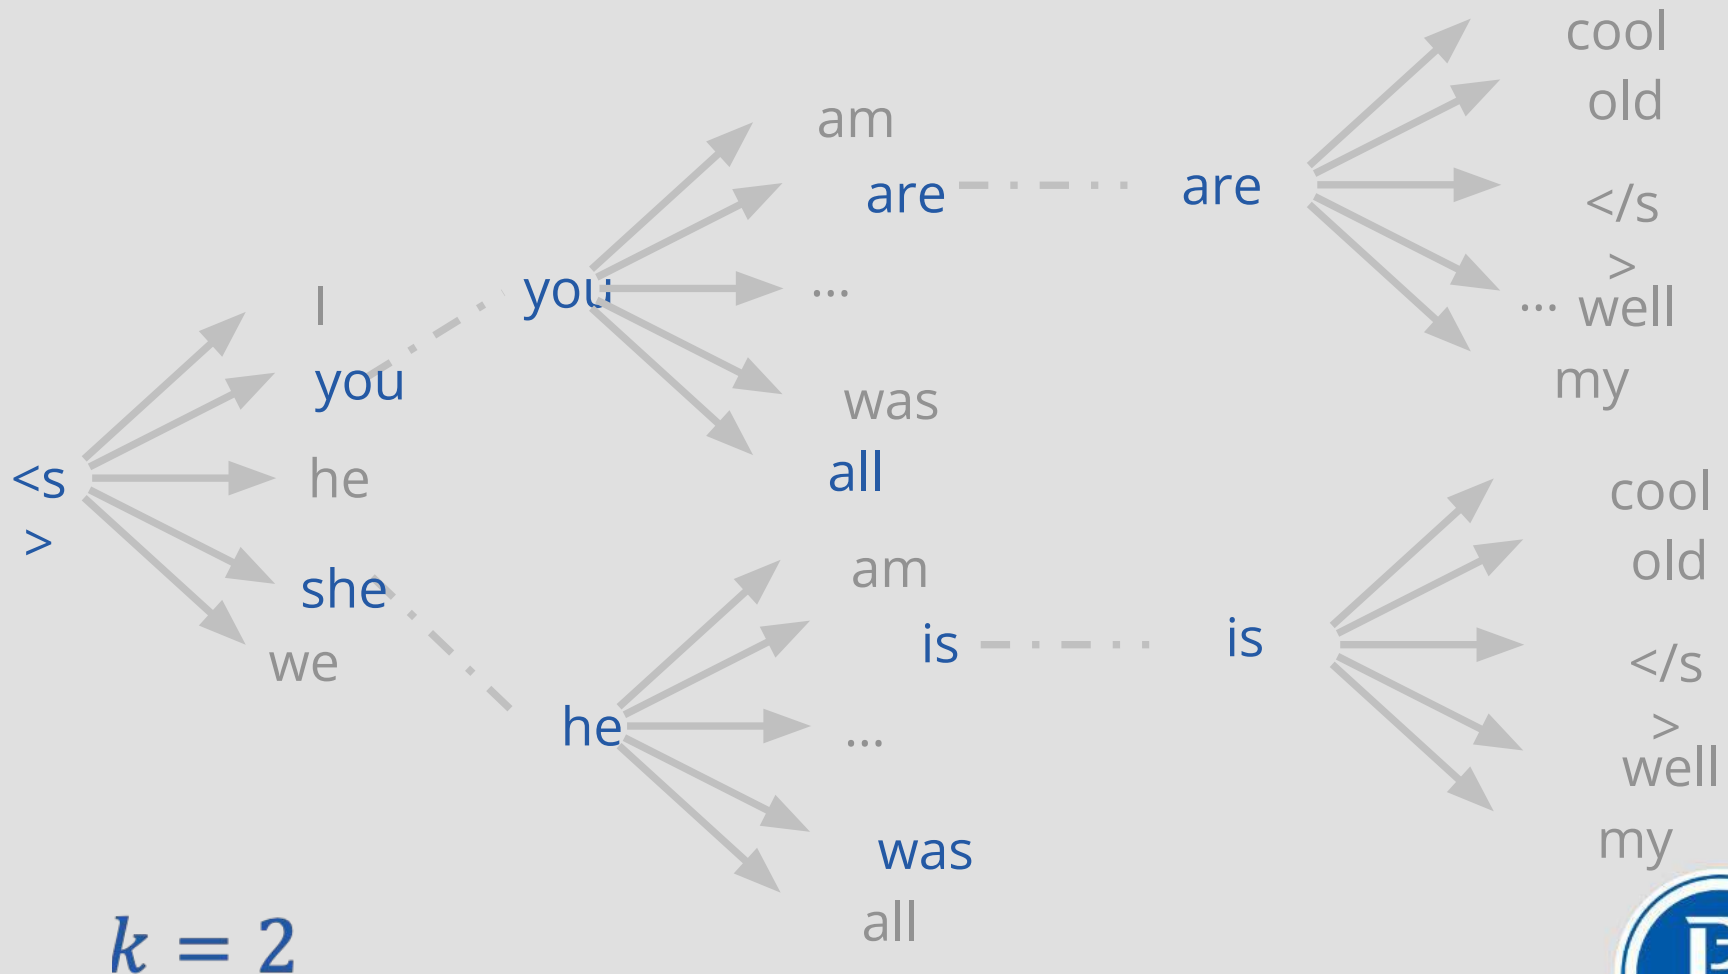 <s
>
I
you
he
she
we
you
am
are
...
was
all
he
am
is
...
was
all
are
cool
old
</s
>
... well
my
is
cool
old
</s
>
well
my
k = 2